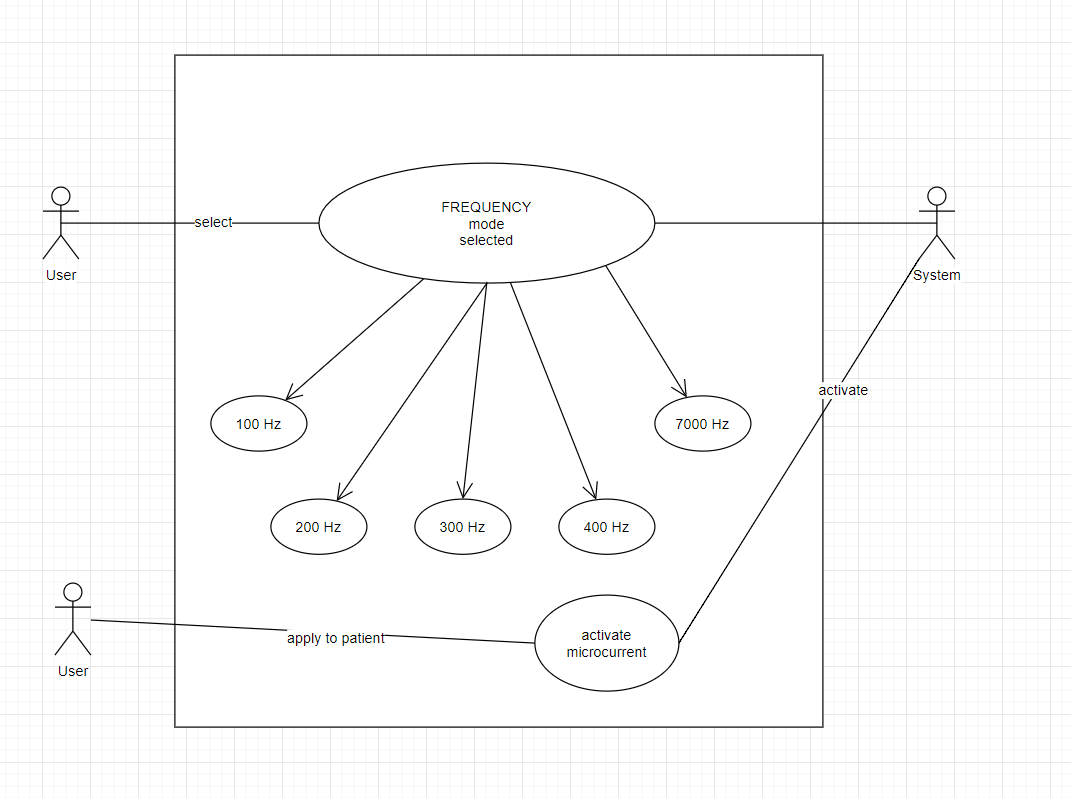 FREQUENCY
mode
selected
select
User
System
activate
100 Hz
7000 Hz
200 Hz
300 Hz
400 Hz
activate
microcurrent
apply to patient
User